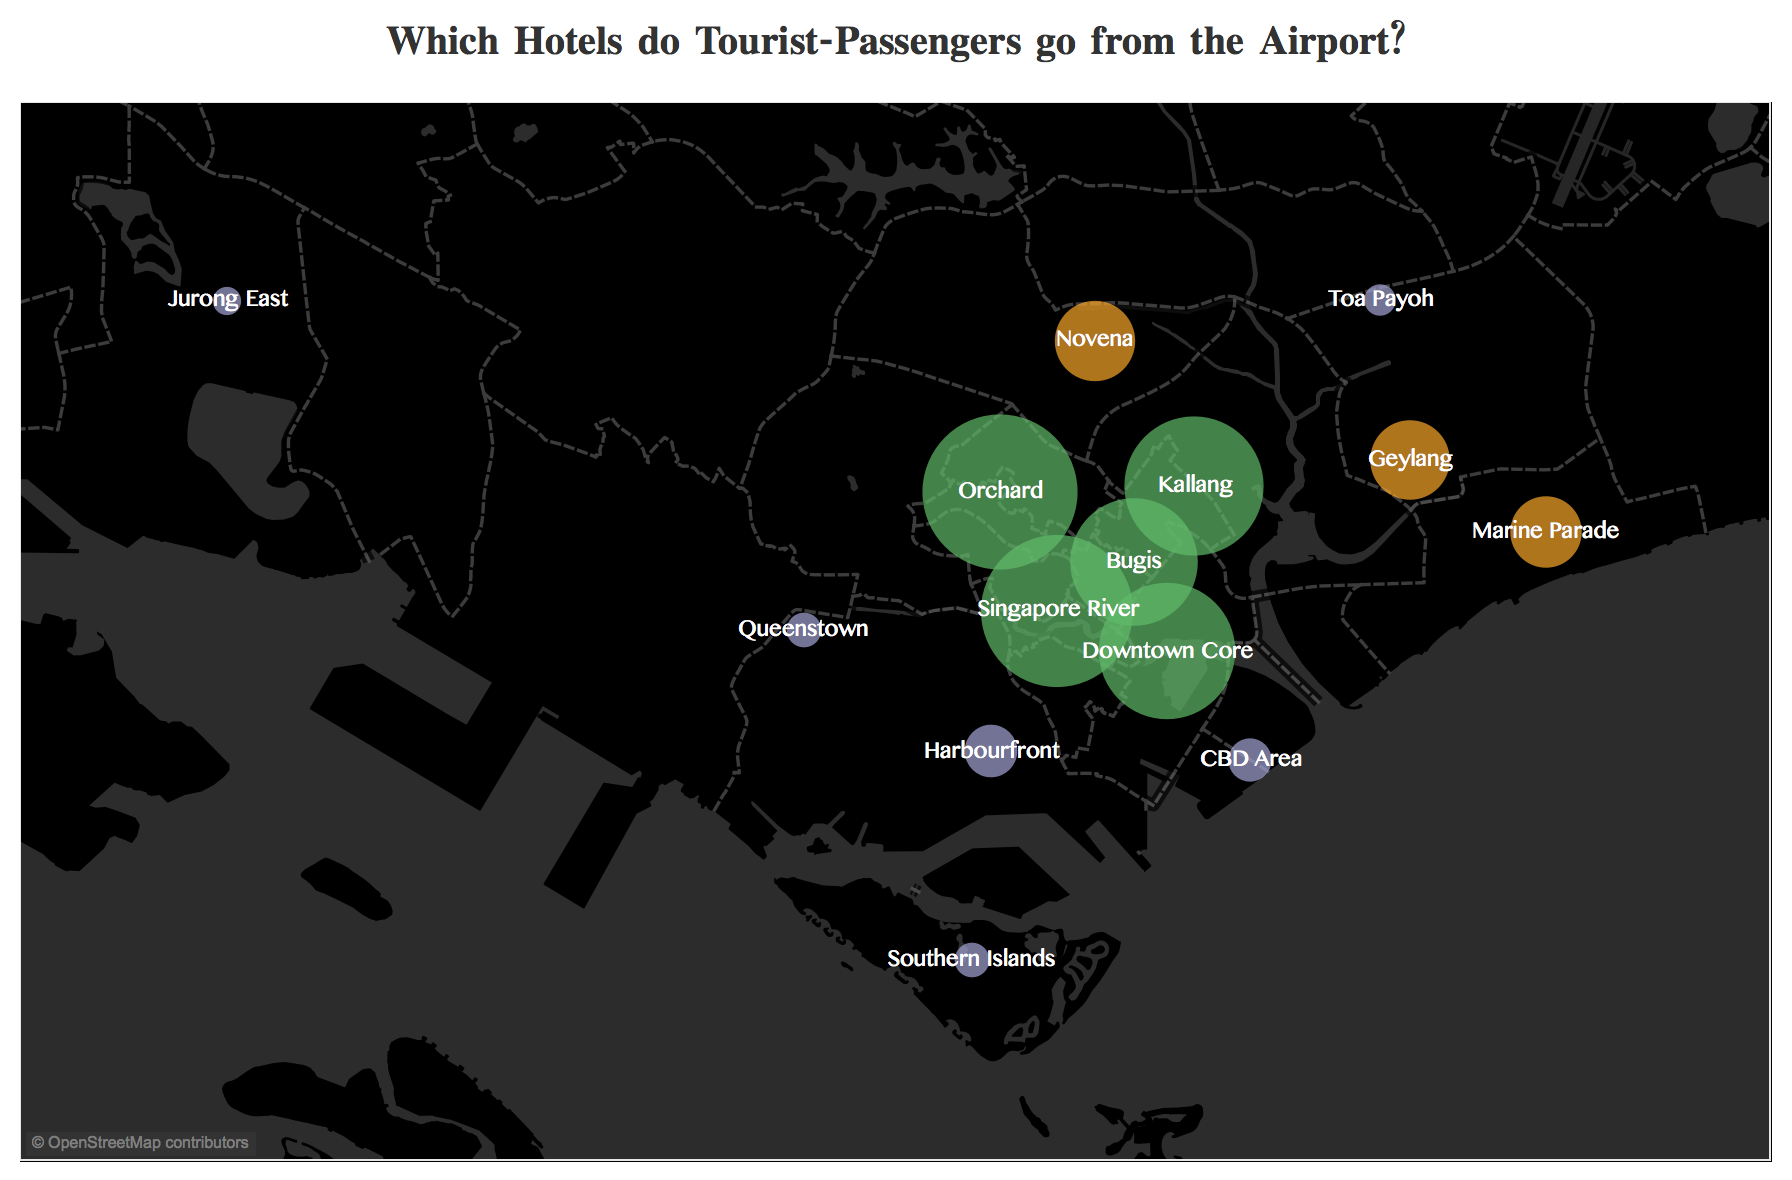 Which Hotels do Tourist-Passengers go from the Airport?
Jurong East
Toa Payoh
Novena
Geylang
Orchard
Kallang
Marine Parade
Bugis
Singapore River
Queenstown
Downtown Core
Harbourfront
CBD Area
Southern Islands
© OpenStreetMap contributors